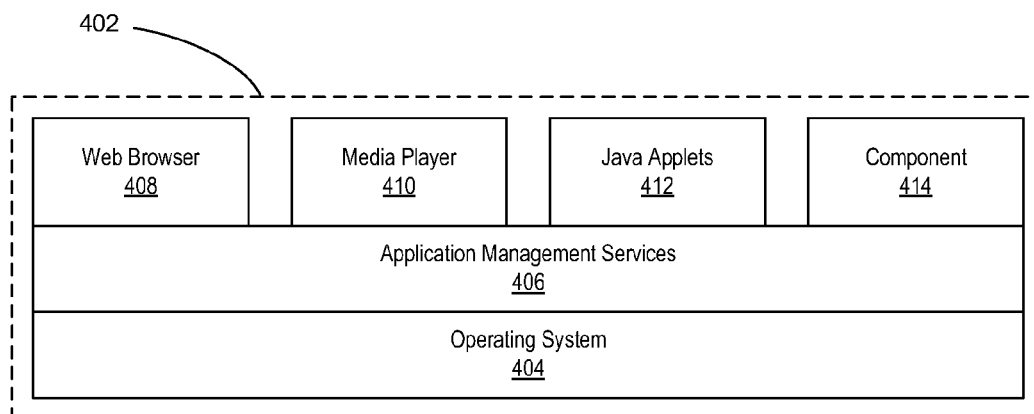 402
Web Browser
408
Media Player
410
Java Applets
412
Component
414
Application Management Services
406
Operating System
404